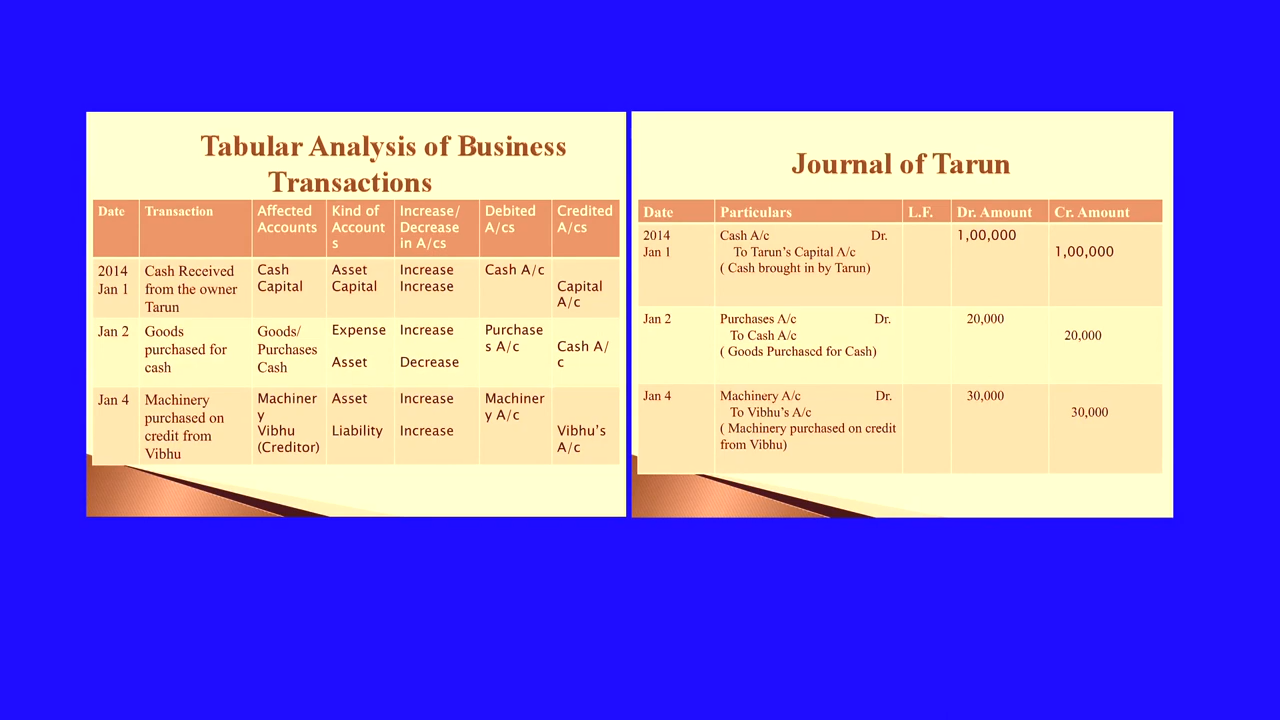 Tabular Analysis of Business
Transactions
Date Transaction Affected Accounts Kind of Account s Increase/ Decrease in A/cs Debited A/cs Credited A/cs
2014 Cash Received Cash Asset Increase Cash A/c
Jan 1 from the owner Capital Capital Increase Capital
Tarun A/c
Jan 2 Goods Goods/ Expense Increase Purchase
purchased for Purchases s A/c Cash A/
cash Cash Asset Decrease c
Jan 4 Machinery Machiner Asset Increase Machiner
purchased on y y A/c
credit from Vibhu Liability Increase Vibhu's
Vibhu (Creditor) A/c
Journal of Tarun
Date Particulars L.F. Dr. Amount Cr. Amount
2014 Cash A/c Dr. 1,00,000
Jan 1 To Tarun's Capital A/c 1,00,000
( Cash brought in by Tarun)
Jan 2 Purchases A/c Dr. 20,000
To Cash A/c 20,000
( Goods Purchased for Cash)
Jan 4 Machinery A/c Dr. 30,000
To Vibhu's A/c 30,000
( Machinery purchased on credit
from Vibhu)